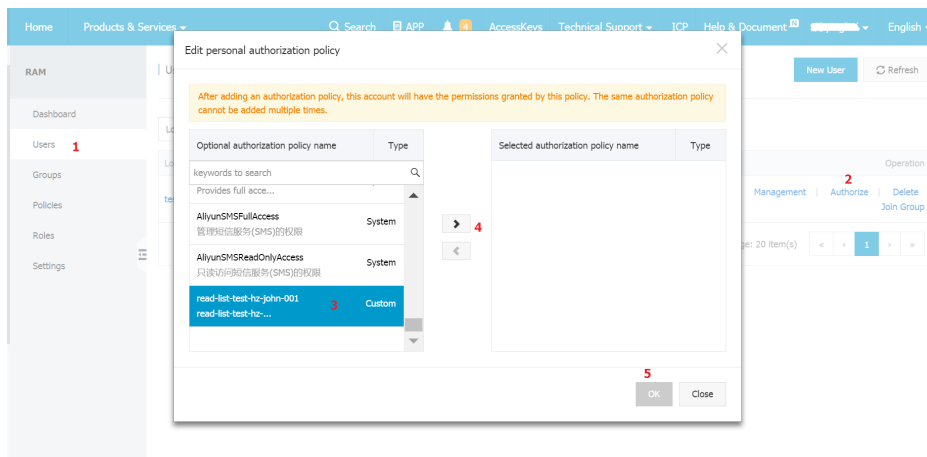 Home Products & Services Search APP 4 AccessKeys Technical Support ICP Help & Document N English
Edit personal authorization policy
RAM
New User Refresh
After adding an authorization policy, this account will have the permissions granted by this policy. The same authorization policy
cannot be added multiple times.
Dashboard
Users 1
Groups
Policies
Roles
Settings
Optional authorization policy name Type
keywords to search
Provides full acce...
AliyunSMSFullAccess System
管理短信服务(SMS)的权限
AliyunSMSReadOnlyAccess System
只读访问短信服务(SMS)的权限
read-list-test-hz-john-001 3 Custom
read-list-test-hz-...
4
Selected authorization policy name Type
Operation
2
Management | Authorize | Delete
Join Group
20 item(s) « ‹ 1 › »
5
OK Close